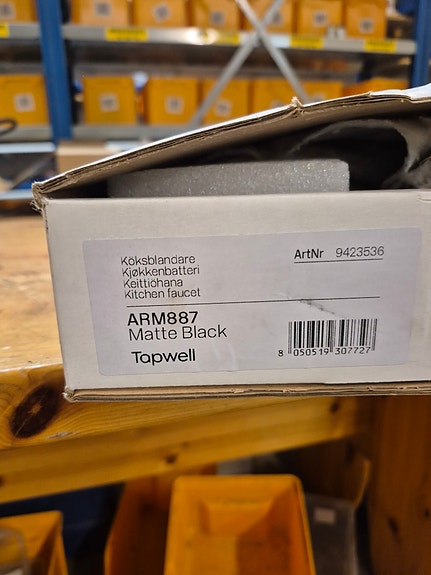 Köksblandare
Kjøkkenbatteri
Keittiöhana
Kitchen faucet
ArtNr 9423536
ARM887
Matte Black
Tapwell
8 050519 307727